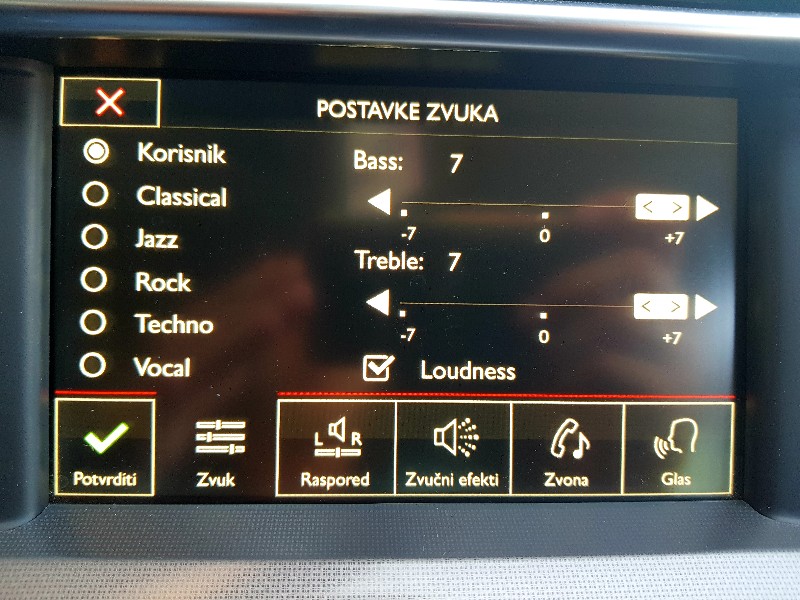 POSTAVKE ZVUKA
Korisnik
Classical
Jazz
Rock
Techno
Vocal
Bass: 7
-7 0 +7
Treble: 7
-7 0 +7
Loudness
Potvrditi
Zvuk
L R
Raspored
Zvučni efekti
Zvona
Glas